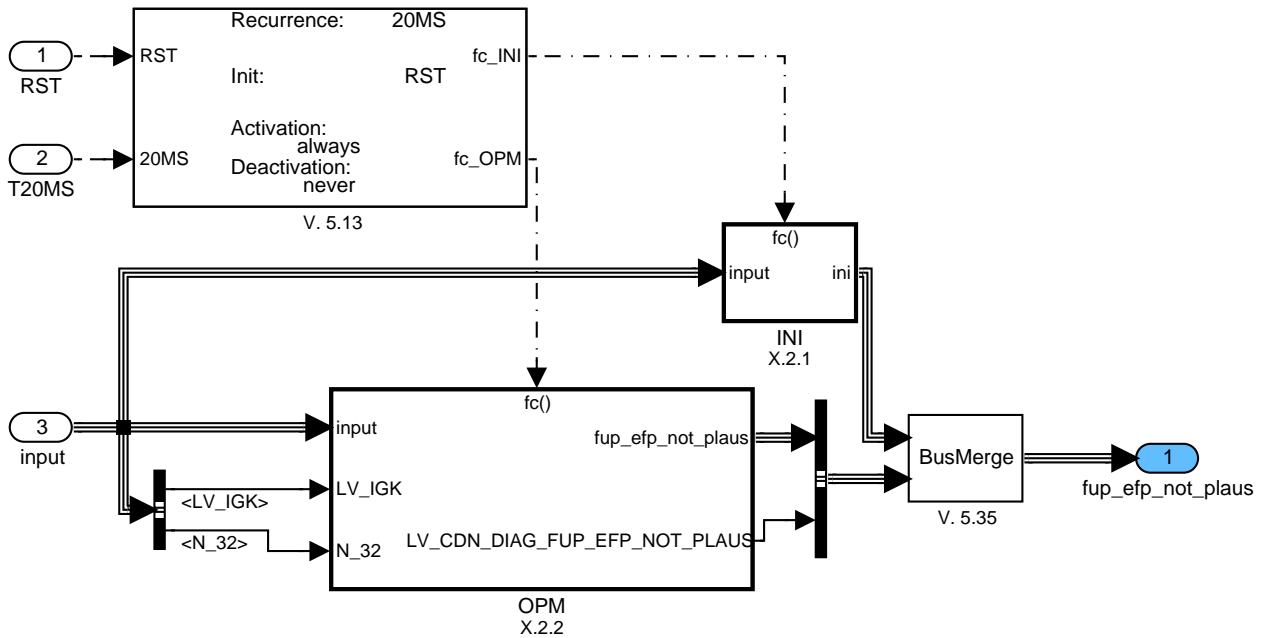 Recurrence: 20MS
1
RST
RST
fc_INI
Init: RST
Activation:
always
2
T20MS
20MS
fc_OPM
Deactivation:
never
V. 5.13
fc()
input
ini
INI
X.2.1
fc()
3
input
input
fup_efp_not_plaus
BusMerge
1
fup_efp_not_plaus
V. 5.35
LV_IGK
<LV_IGK>
<N_32>
N_32
LV_CDN_DIAG_FUP_EFP_NOT_PLAUS
OPM
X.2.2